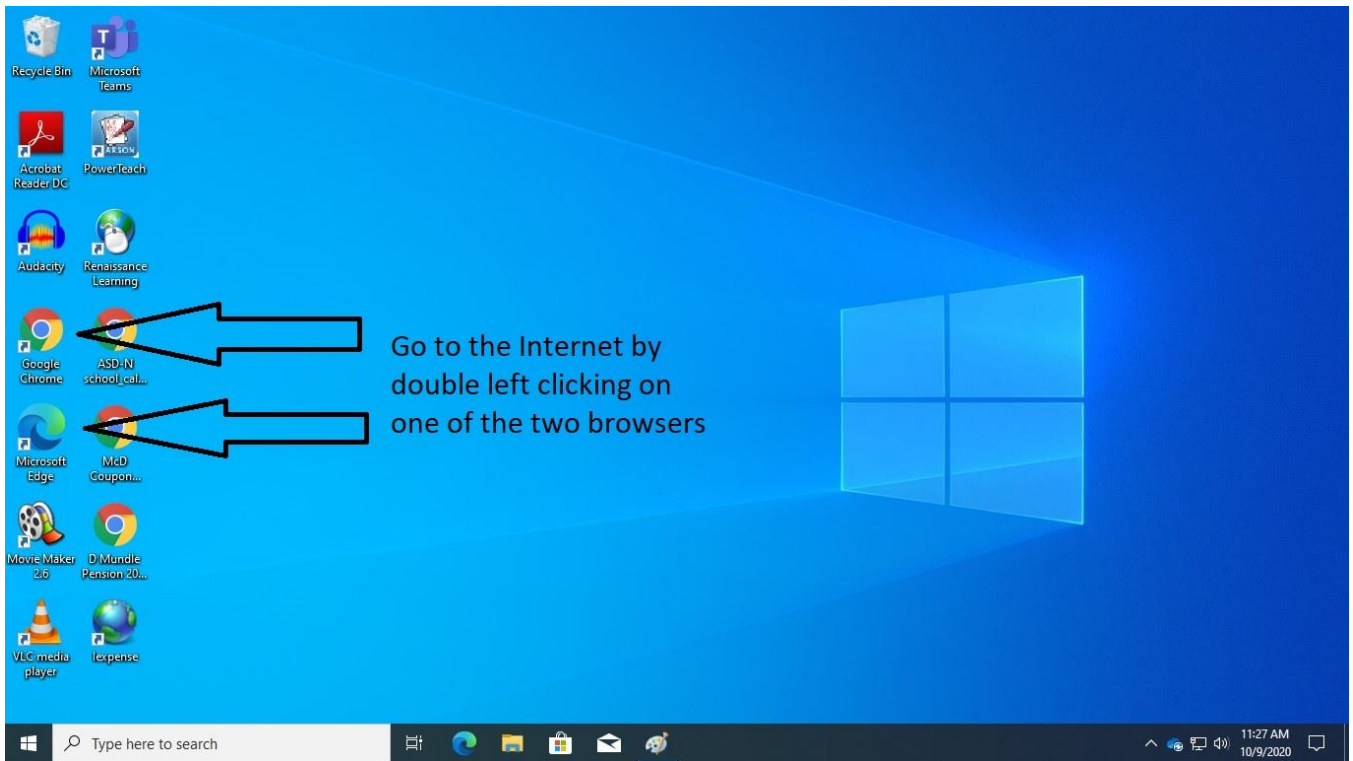 Recycle Bin
Microsoft
Teams
Acrobat
Reader DC
PEARSON
PowerTeach
Audacity
Renaissance
Learning
Google
Chrome
ASD-N
school_cal...
Go to the Internet by
double left clicking on
one of the two browsers
Microsoft
Edge
McD
Coupon...
Movie Maker
2.6
D Mundle
Pension 20...
VLC media
player
Iexpense
Type here to search
11:27 AM
10/9/2020